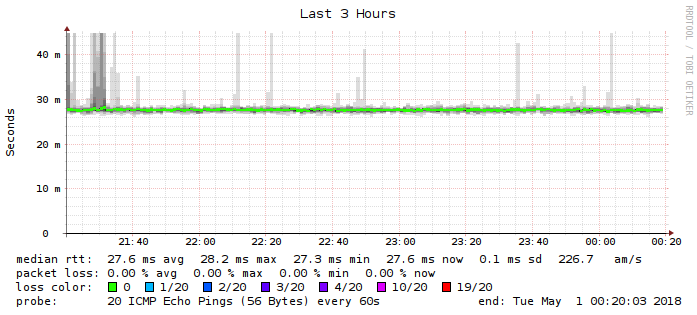 Last 3 Hours
RRDTOOL / TOBI OETIKER
Seconds
40 m
30 m
20 m
10 m
0
21:40 22:00 22:20 22:40 23:00 23:20 23:40 00:00 00:20
median rtt: 27.6 ms avg 28.2 ms max 27.3 ms min 27.6 ms now 0.1 ms sd 226.7 am/s
packet loss: 0.00 % avg 0.00 % max 0.00 % min 0.00 % now
loss color: 0 1/20 2/20 3/20 4/20 10/20 19/20
probe: 20 ICMP Echo Pings (56 Bytes) every 60s end: Tue May 1 00:20:03 2018